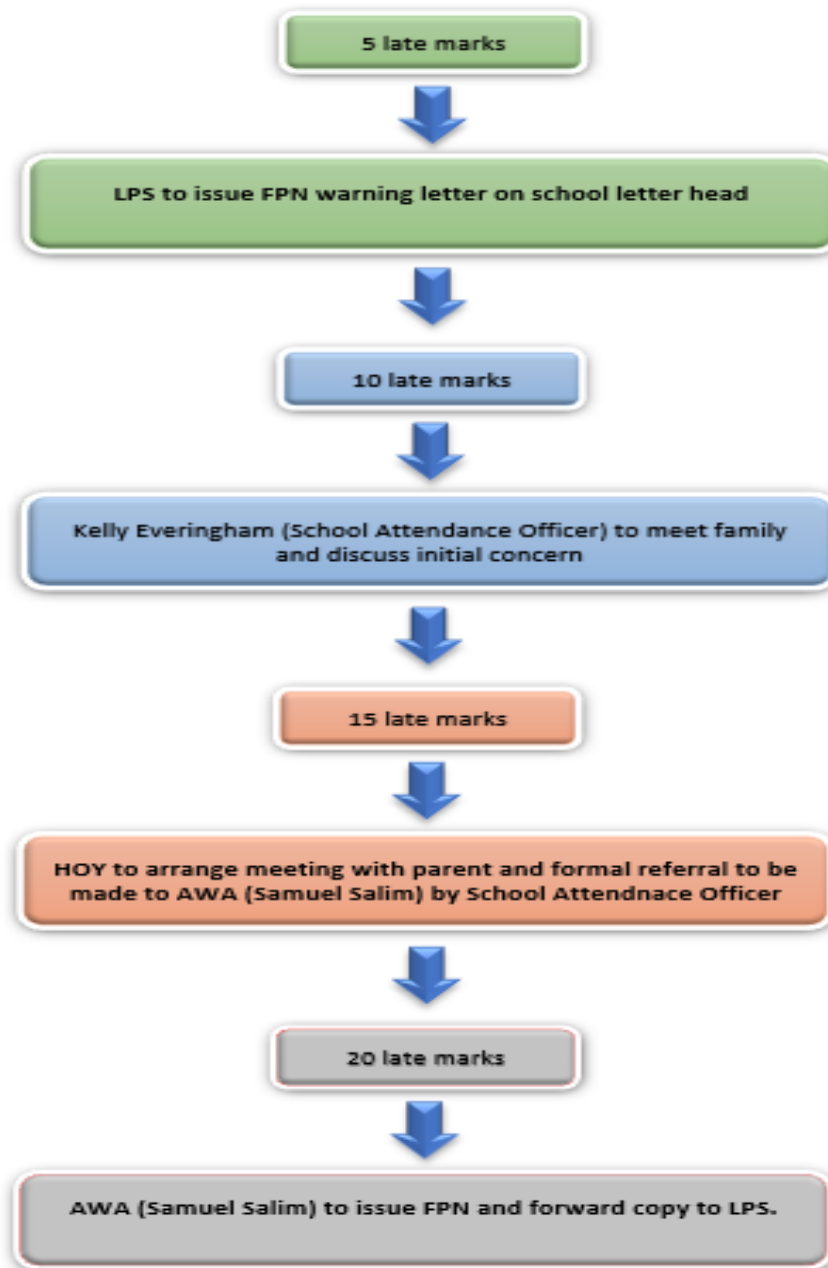 5 late marks
LPS to issue FPN warning letter on school letter head
10 late marks
Kelly Everingham (School Attendance Officer) to meet family
and discuss initial concern
15 late marks
HOY to arrange meeting with parent and formal referral to be
made to AWA (Samuel Salim) by School Attendnace Officer
20 late marks
AWA (Samuel Salim) to issue FPN and forward copy to LPS.